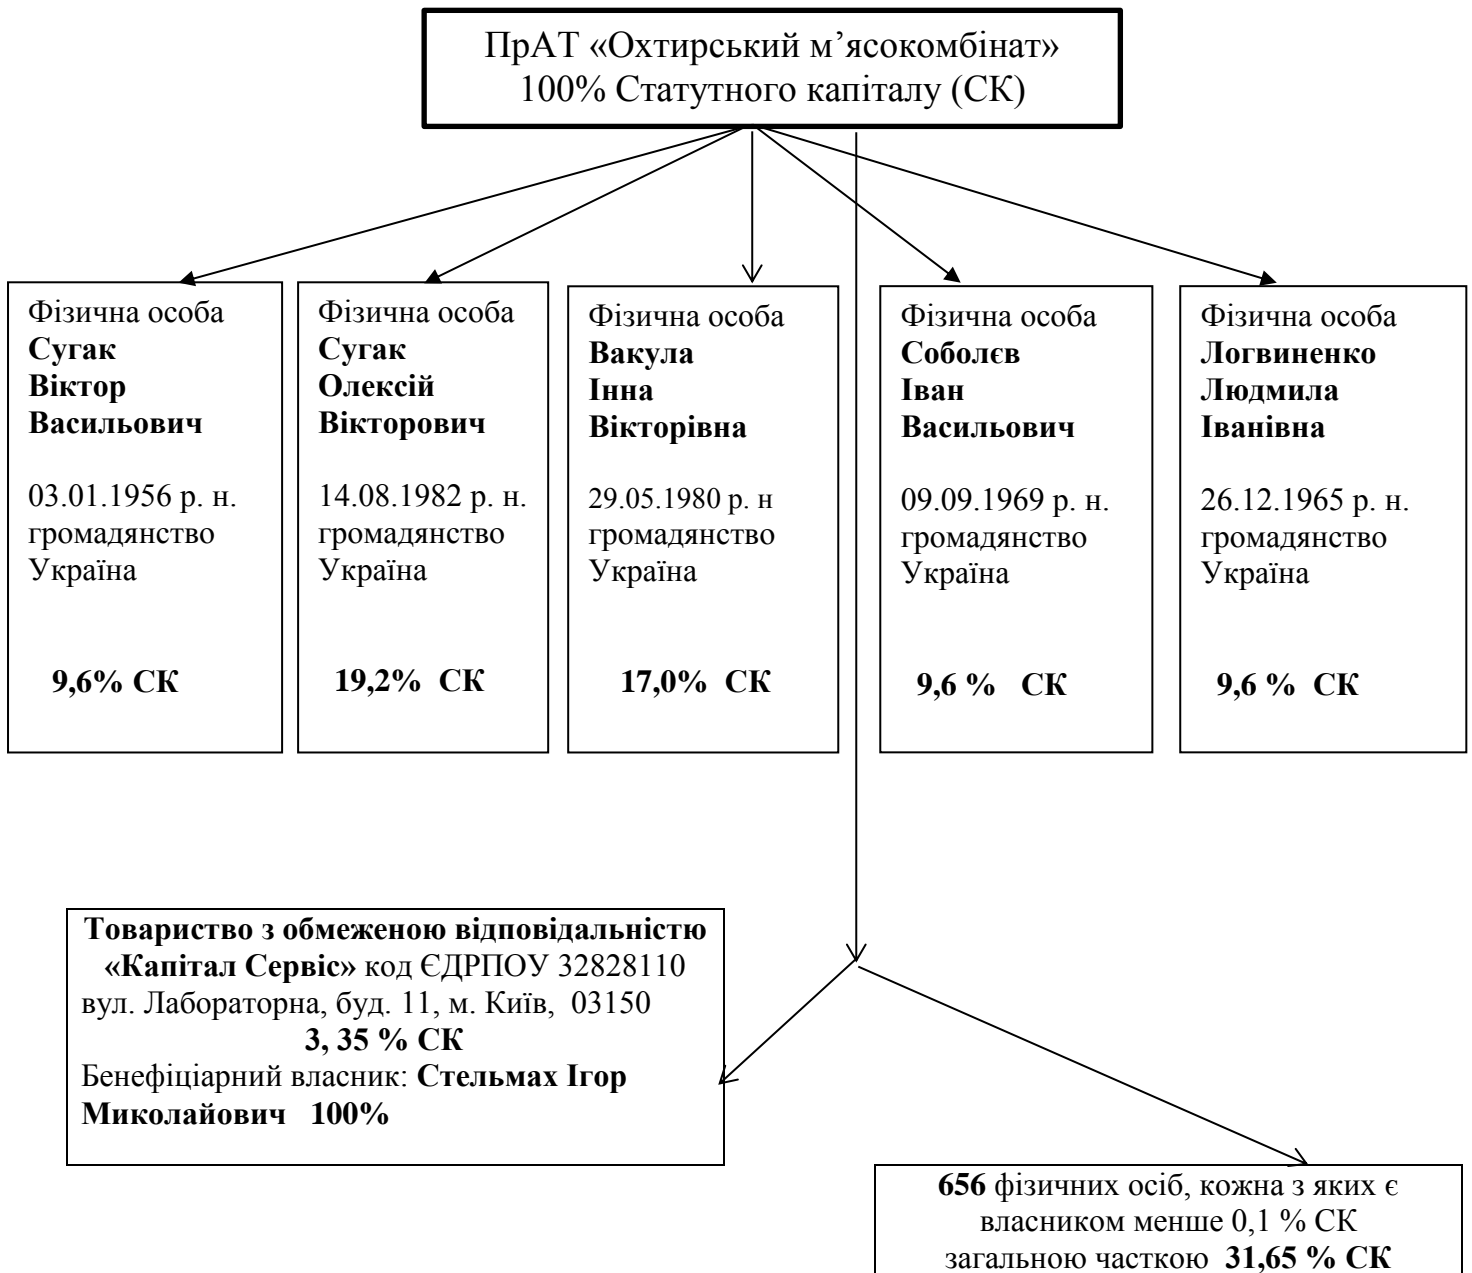 ПрАТ «Охтирський м’ясокомбінат»
100% Статутного капіталу (СК)
Фізична особа
Сугак
Віктор
Васильович
03.01.1956 р. н.
громадянство
Україна
9,6% СК
Фізична особа
Сугак
Олексій
Вікторович
14.08.1982 р. н.
громадянство
Україна
19,2% СК
Фізична особа
Вакула
Інна
Вікторівна
29.05.1980 р. н
громадянство
Україна
17,0% СК
Фізична особа
Соболєв
Іван
Васильович
09.09.1969 р. н.
громадянство
Україна
9,6 % СК
Фізична особа
Логвиненко
Людмила
Іванівна
26.12.1965 р. н.
громадянство
Україна
9,6 % СК
Товариство з обмеженою відповідальністю
«Капітал Сервіс» код ЄДРПОУ 32828110
вул. Лабораторна, буд. 11, м. Київ, 03150
3, 35 % СК
Бенефіціарний власник: Стельмах Ігор
Миколайович 100%
656 фізичних осіб, кожна з яких є
власником менше 0,1 % СК
загальною часткою 31,65 % СК